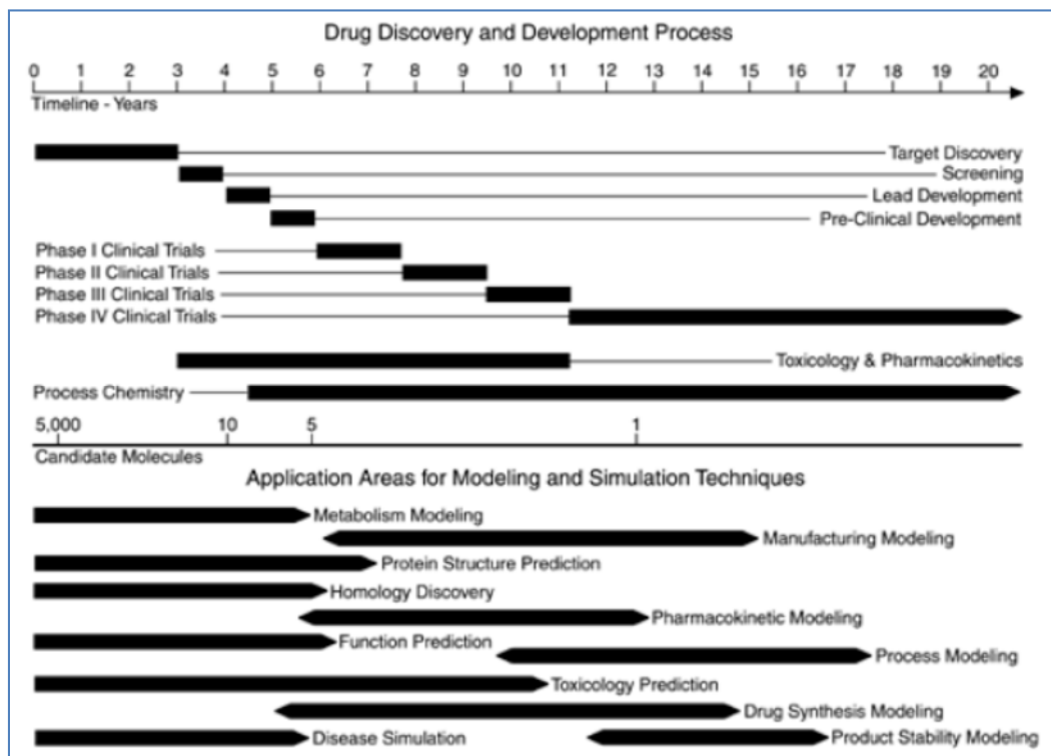 Drug Discovery and Development Process
0 1 2 3 4 5 6 7 8 9 10 11 12 13 14 15 16 17 18 19 20
Timeline - Years
Target Discovery
Screening
Lead Development
Pre-Clinical Development
Phase I Clinical Trials
Phase II Clinical Trials
Phase III Clinical Trials
Phase IV Clinical Trials
Toxicology & Pharmacokinetics
Process Chemistry
5,000 10 5 1
Candidate Molecules
Application Areas for Modeling and Simulation Techniques
Metabolism Modeling
Manufacturing Modeling
Protein Structure Prediction
Homology Discovery
Pharmacokinetic Modeling
Function Prediction
Process Modeling
Toxicology Prediction
Drug Synthesis Modeling
Disease Simulation Product Stability Modeling